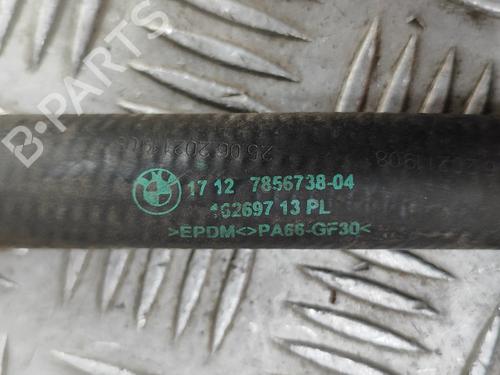 B-PARTS
17 12 7856738-04
162697 13 PL
>EPDM<>PA66-GF30<